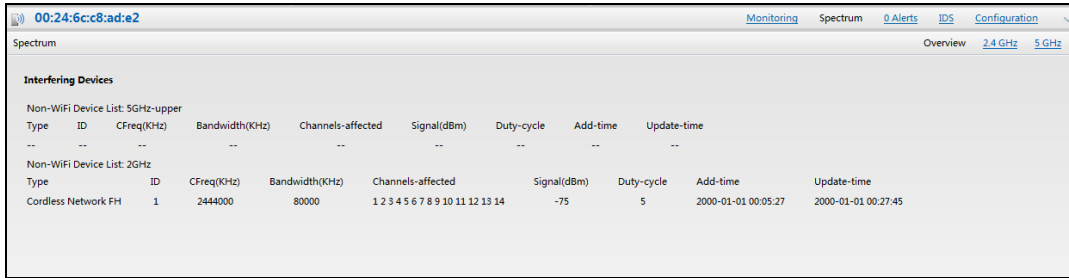 00:24:6c:c8:ad:e2 Monitoring Spectrum 0 Alerts IDS Configuration
Spectrum Overview 2.4 GHz 5 GHz
Interfering Devices
Non-WiFi Device List: 5GHz-upper
Type ID CFreq(KHz) Bandwidth(KHz) Channels-affected Signal(dBm) Duty-cycle Add-time Update-time
-- -- -- -- -- -- -- -- --
Non-WiFi Device List: 2GHz
Type ID CFreq(KHz) Bandwidth(KHz) Channels-affected Signal(dBm) Duty-cycle Add-time Update-time
Cordless Network FH 1 2444000 80000 1 2 3 4 5 6 7 8 9 10 11 12 13 14 -75 5 2000-01-01 00:05:27 2000-01-01 00:27:45